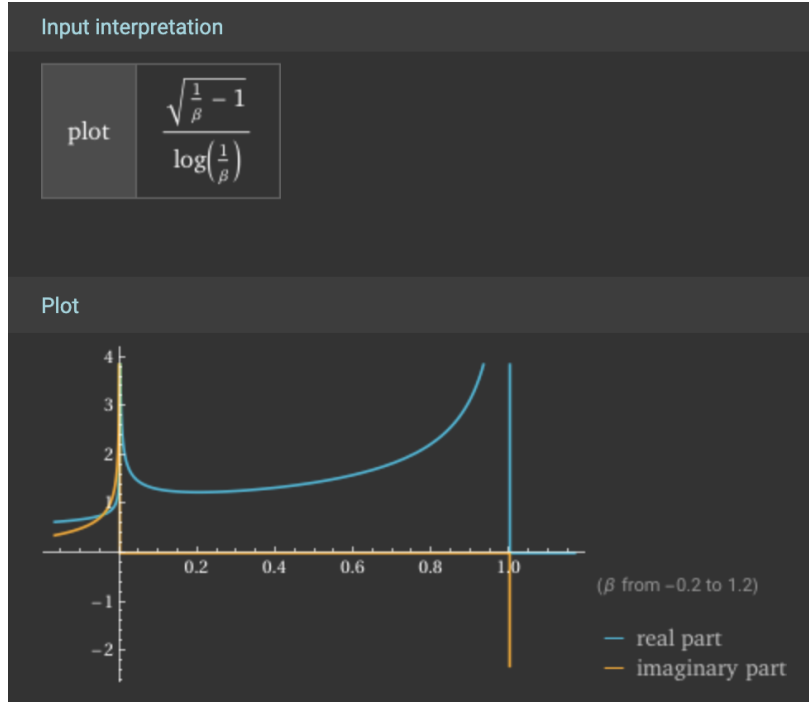 Input interpretation
plot √(1/β − 1) / log(1/β)
Plot
4
3
2
1
0.2 0.4 0.6 0.8 1.0
(β from −0.2 to 1.2)
−1
real part
−2
imaginary part